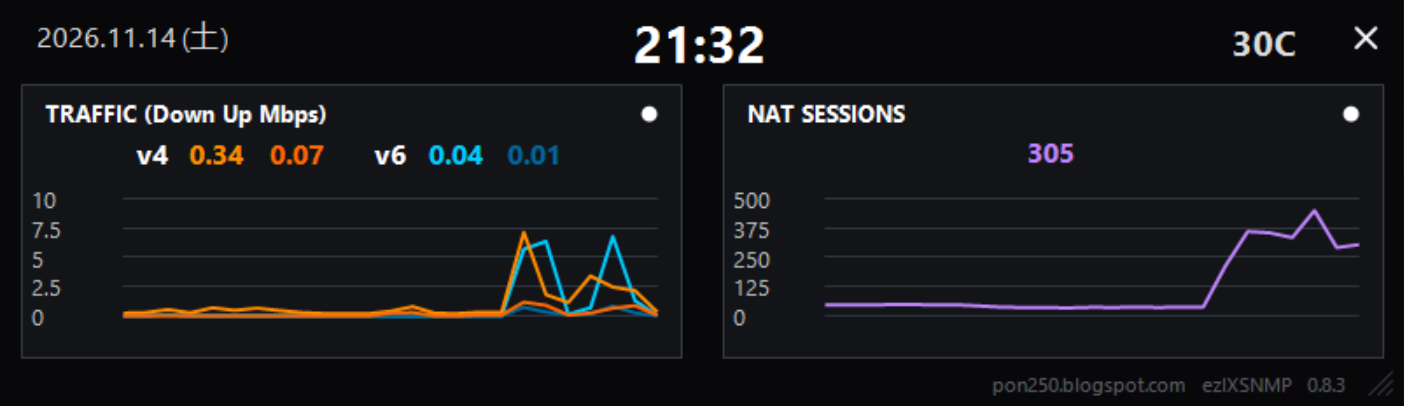 2026.11.14 (土)
21:32
30C
TRAFFIC (Down Up Mbps)
v4 0.34 0.07 v6 0.04 0.01
10
7.5
5
2.5
0
NAT SESSIONS
305
500
375
250
125
0
pon250.blogspot.com ezIXSNMP 0.8.3